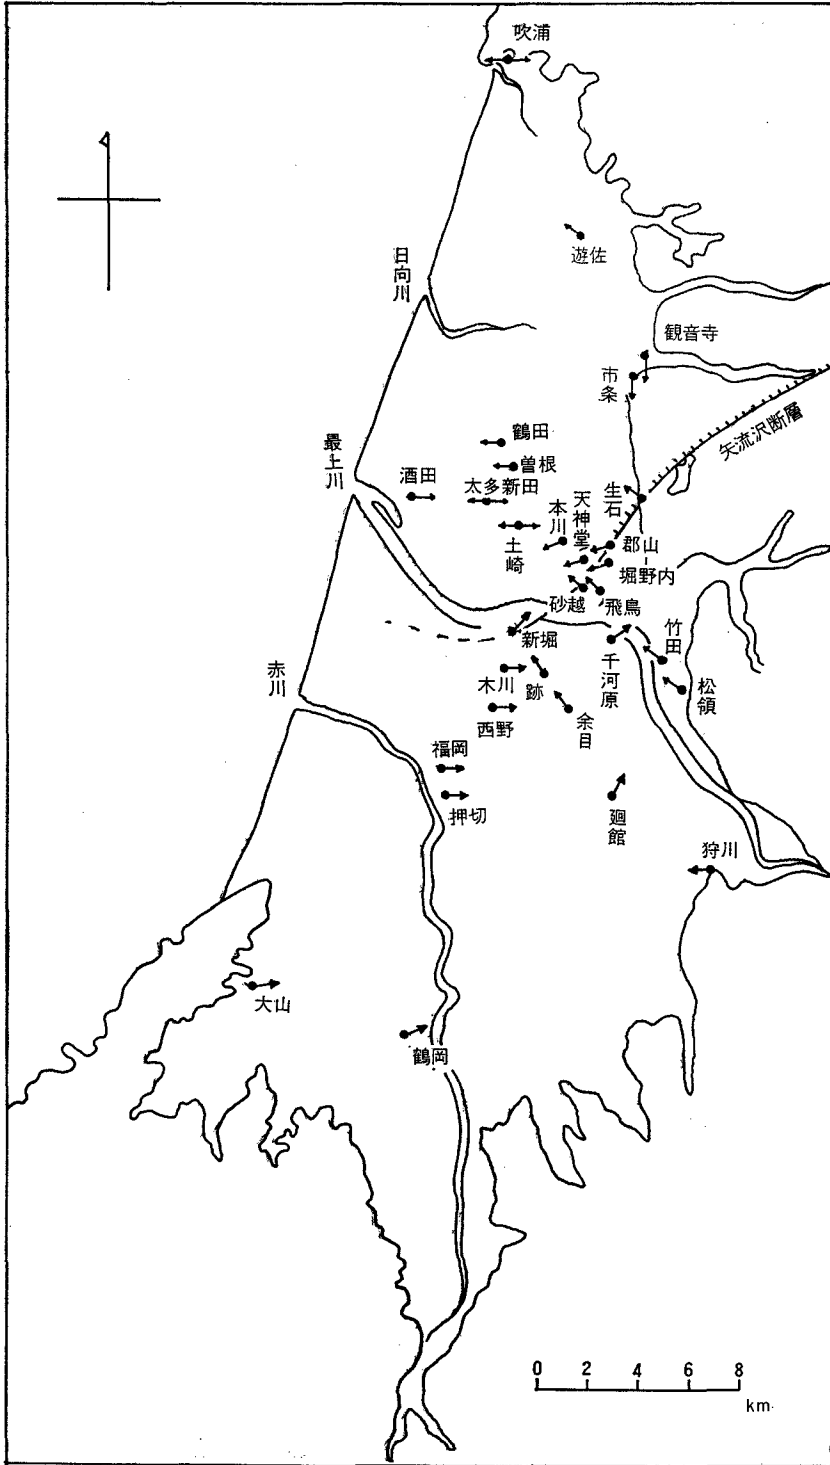 吹浦
遊佐
日向川
観音寺
市条
矢流沢断層
鶴田
曽根
最上川
酒田
太多新田
生石
天神堂
本川
土崎
郡山
堀野内
砂越
飛鳥
新堀
竹田
千河原
松嶺
赤川
木川
跡
西野
余目
福岡
押切
廻館
狩川
大山
鶴岡
0 2 4 6 8
km